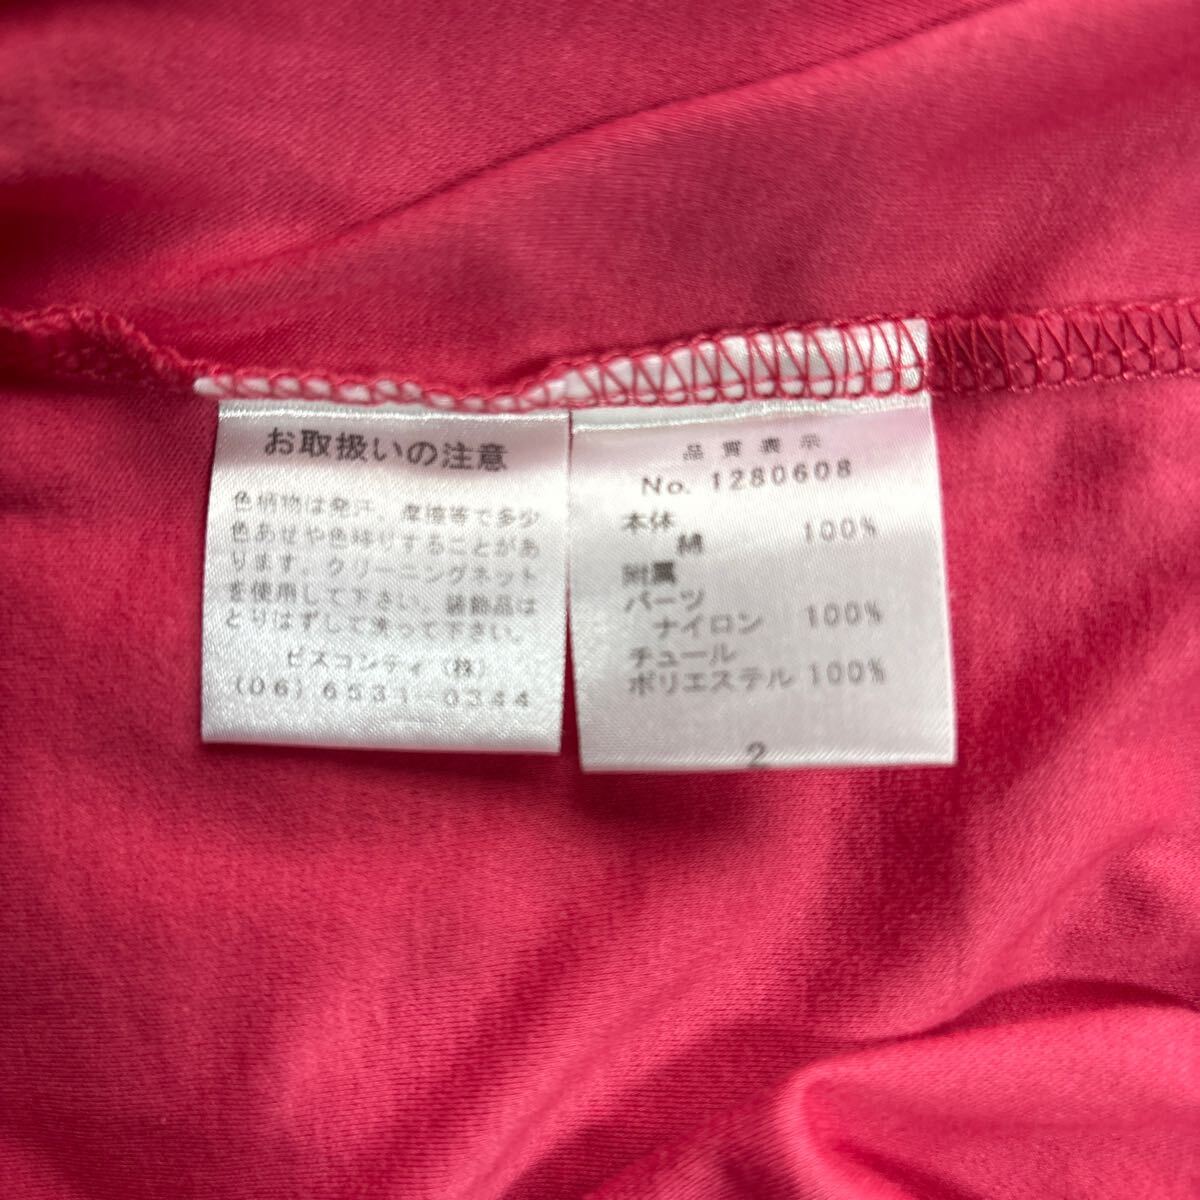 お取扱いの注意
色柄物は発汗、摩擦等で多少
色あせや色移りすることがあ
ります。クリーニングネット
を使用して下さい。装飾品は
とりはずして洗って下さい。
ビスコンティ(株)
(06)6531-0344
品質表示
No. 1280608
本体
綿 100%
附属
パーツ
ナイロン 100%
チュール
ポリエステル 100%
2